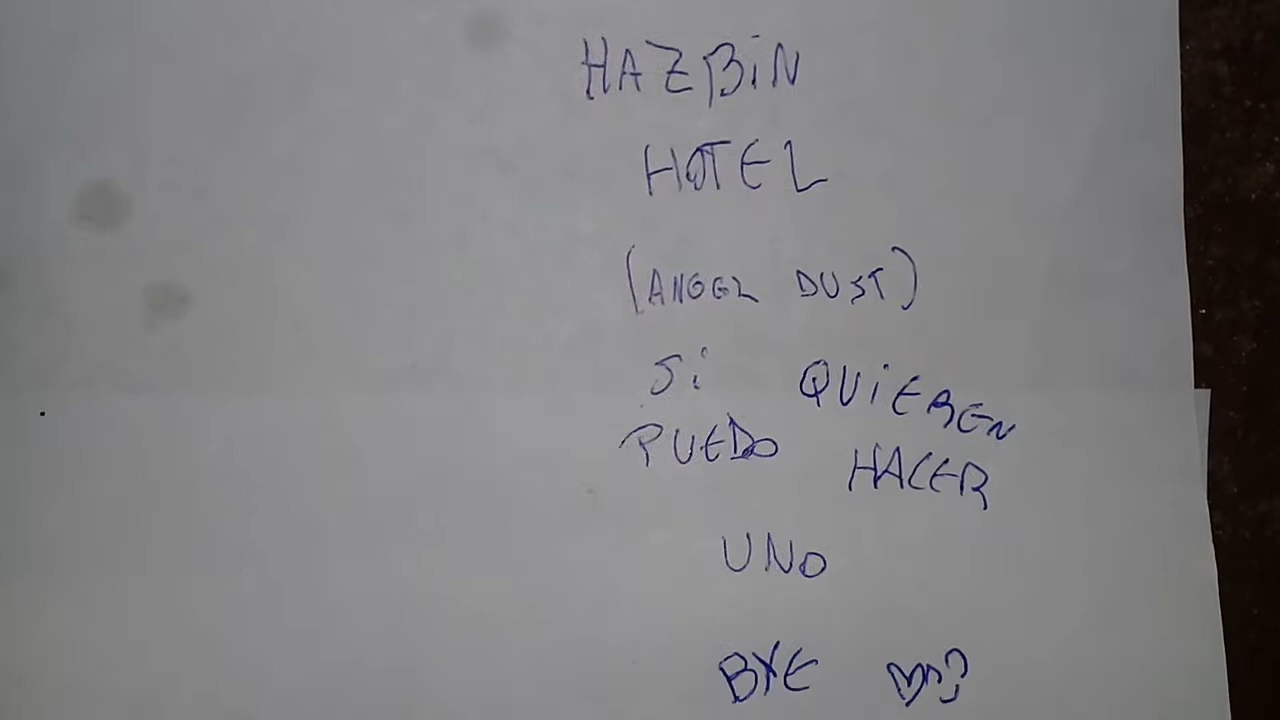 HAZBiN
HOTEL
(ANGEL DUST)
Si QUiEREN
PUEDO HACER
UNO
BYE